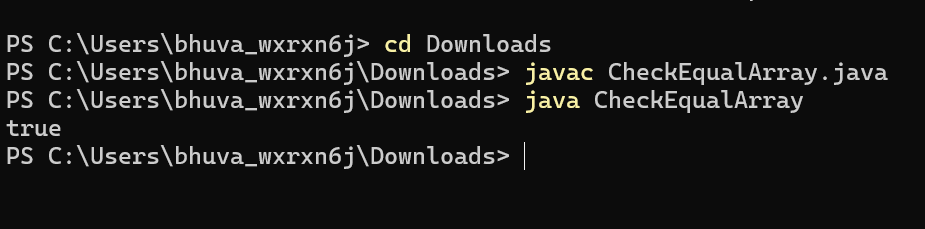 PS C:\Users\bhuva_wxrxn6j> cd Downloads
PS C:\Users\bhuva_wxrxn6j\Downloads> javac CheckEqualArray.java
PS C:\Users\bhuva_wxrxn6j\Downloads> java CheckEqualArray
true
PS C:\Users\bhuva_wxrxn6j\Downloads>